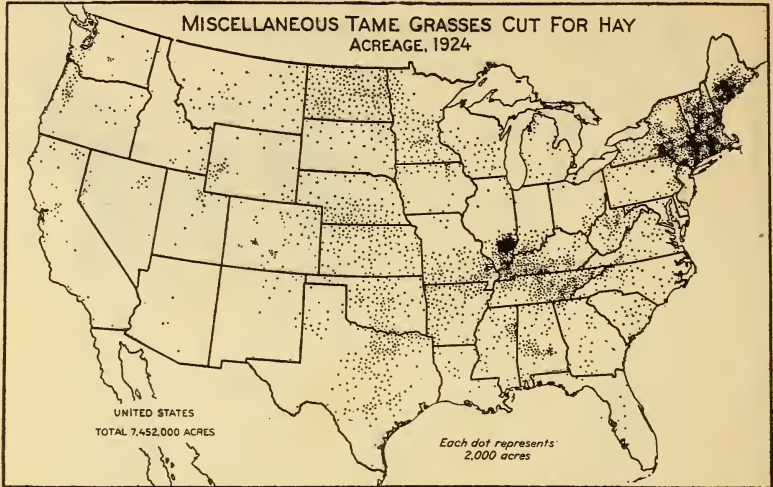 MISCELLANEOUS TAME GRASSES CUT FOR HAY
ACREAGE, 1924
UNITED STATES
TOTAL 7,452,000 ACRES
Each dot represents
2,000 acres